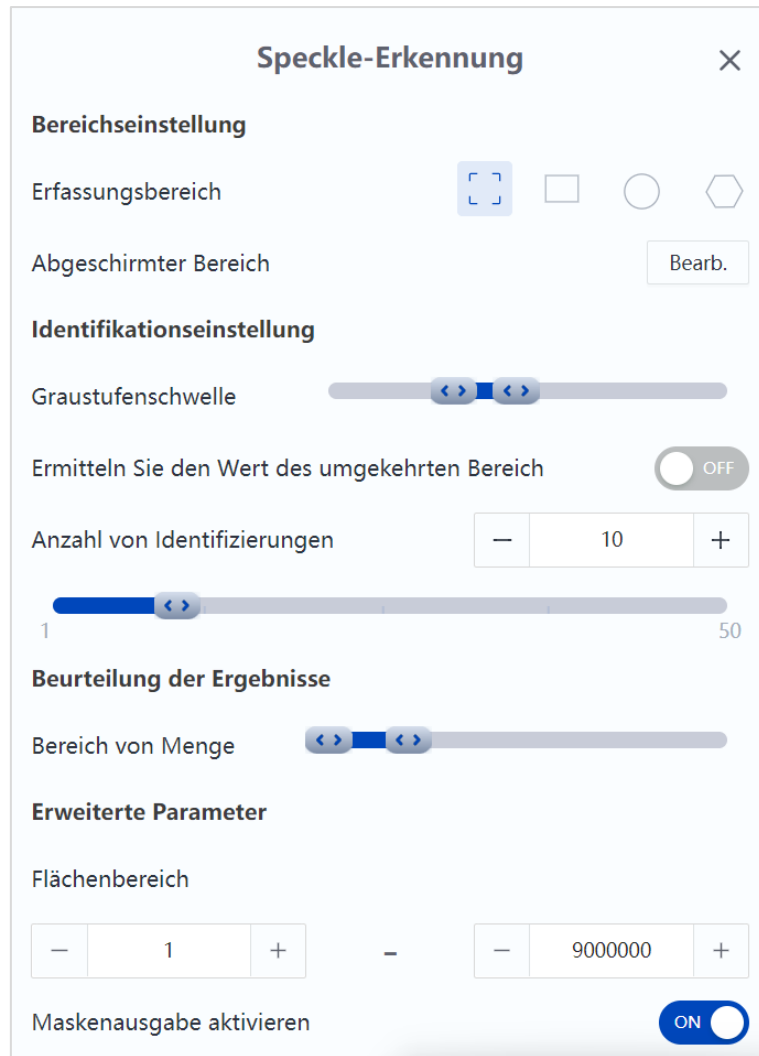 Speckle-Erkennung
Bereichseinstellung
Erfassungsbereich
Abgeschirmter Bereich Bearb.
Identifikationseinstellung
Graustufenschwelle
Ermitteln Sie den Wert des umgekehrten Bereich OFF
Anzahl von Identifizierungen — 10 +
1 50
Beurteilung der Ergebnisse
Bereich von Menge
Erweiterte Parameter
Flächenbereich
— 1 + - — 9000000 +
Maskenausgabe aktivieren ON